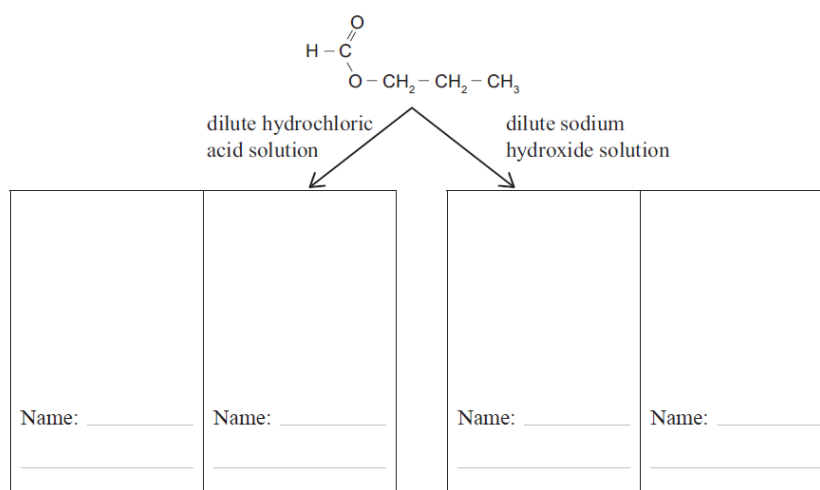 O
H – C
O – CH₂ – CH₂ – CH₃
dilute hydrochloric
acid solution
dilute sodium
hydroxide solution
Name:
Name:
Name:
Name: